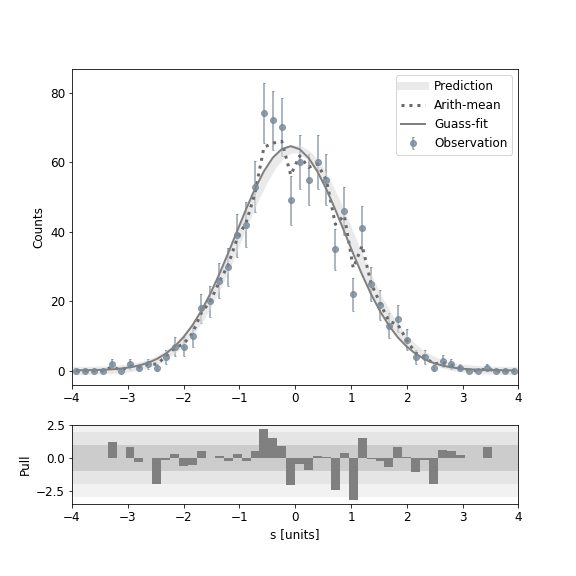 80
60
40
20
0
Counts
Prediction
Arith-mean
Guass-fit
Observation
−4 −3 −2 −1 0 1 2 3 4
2.5
0.0
−2.5
Pull
−4 −3 −2 −1 0 1 2 3 4
s [units]